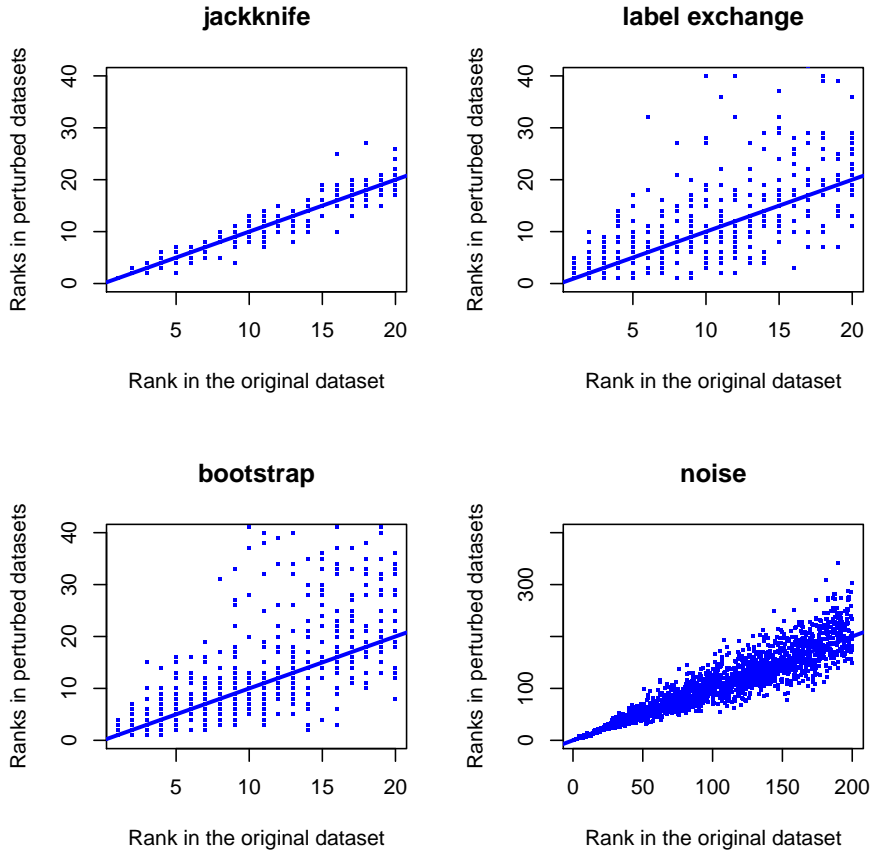 jackknife
Ranks in perturbed datasets
40
30
20
10
0
5
10
15
20
Rank in the original dataset
label exchange
Ranks in perturbed datasets
40
30
20
10
0
5
10
15
20
Rank in the original dataset
bootstrap
Ranks in perturbed datasets
40
30
20
10
0
5
10
15
20
Rank in the original dataset
noise
Ranks in perturbed datasets
300
100
0
0
50
100
150
200
Rank in the original dataset